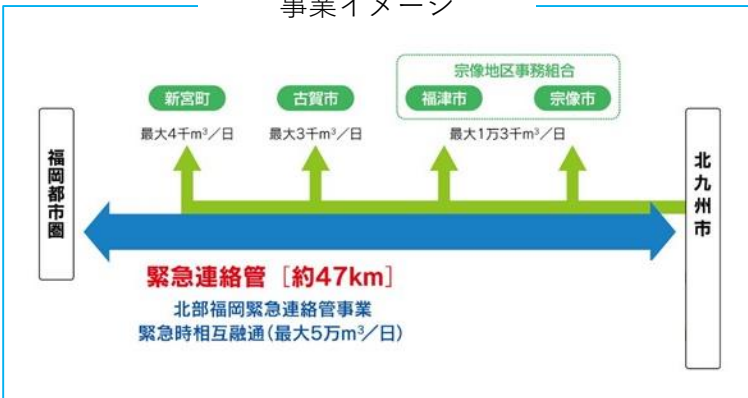 事業イメージ
宗像地区事務組合
新宮町
古賀市
福津市
宗像市
最大4千m³／日
最大3千m³／日
最大1万3千m³／日
福岡都市圏
北九州市
緊急連絡管［約47km］
北部福岡緊急連絡管事業
緊急時相互融通(最大5万m³／日)